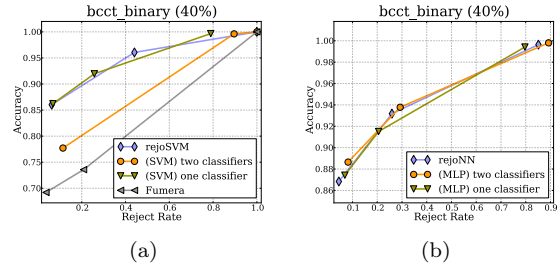 bcct_binary (40%)
1.00
0.95
0.90
0.85
0.80
0.75
0.70
Accuracy
0.2
0.4
0.6
0.8
1.0
Reject Rate
rejoSVM
(SVM) two classifiers
(SVM) one classifier
Fumera
(a)
bcct_binary (40%)
1.00
0.98
0.96
0.94
0.92
0.90
0.88
0.86
Accuracy
0.1
0.2
0.3
0.4
0.5
0.6
0.7
0.8
0.9
Reject Rate
rejoNN
(MLP) two classifiers
(MLP) one classifier
(b)